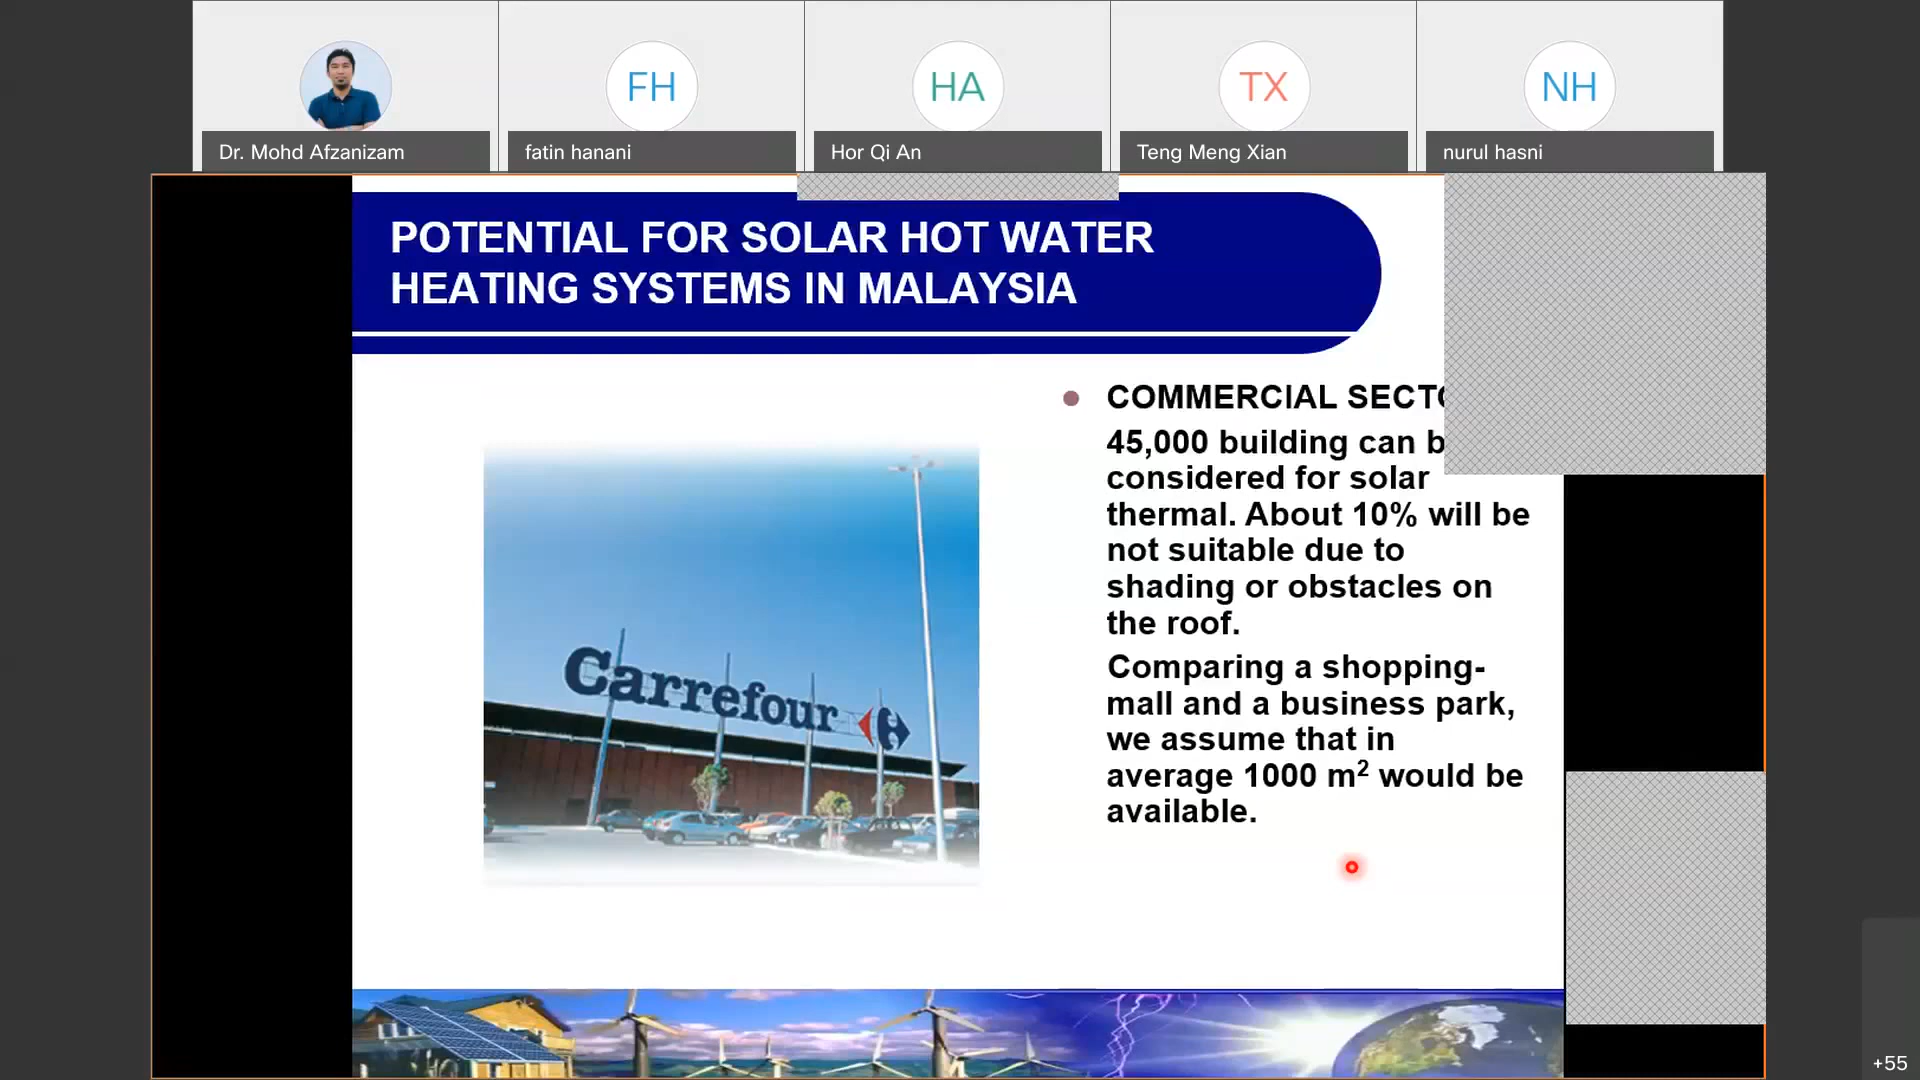 FH
HA
TX
NH
Dr. Mohd Afzanizam
fatin hanani
Hor Qi An
Teng Meng Xian
nurul hasni
POTENTIAL FOR SOLAR HOT WATER
HEATING SYSTEMS IN MALAYSIA
COMMERCIAL
45,000 building can
considered for solar
thermal. About 10% will be
not suitable due to
shading or obstacles on
the roof.
Comparing a shopping-
mall and a business park,
we assume that in
average 1000 m² would be
available.
Carrefour
+55